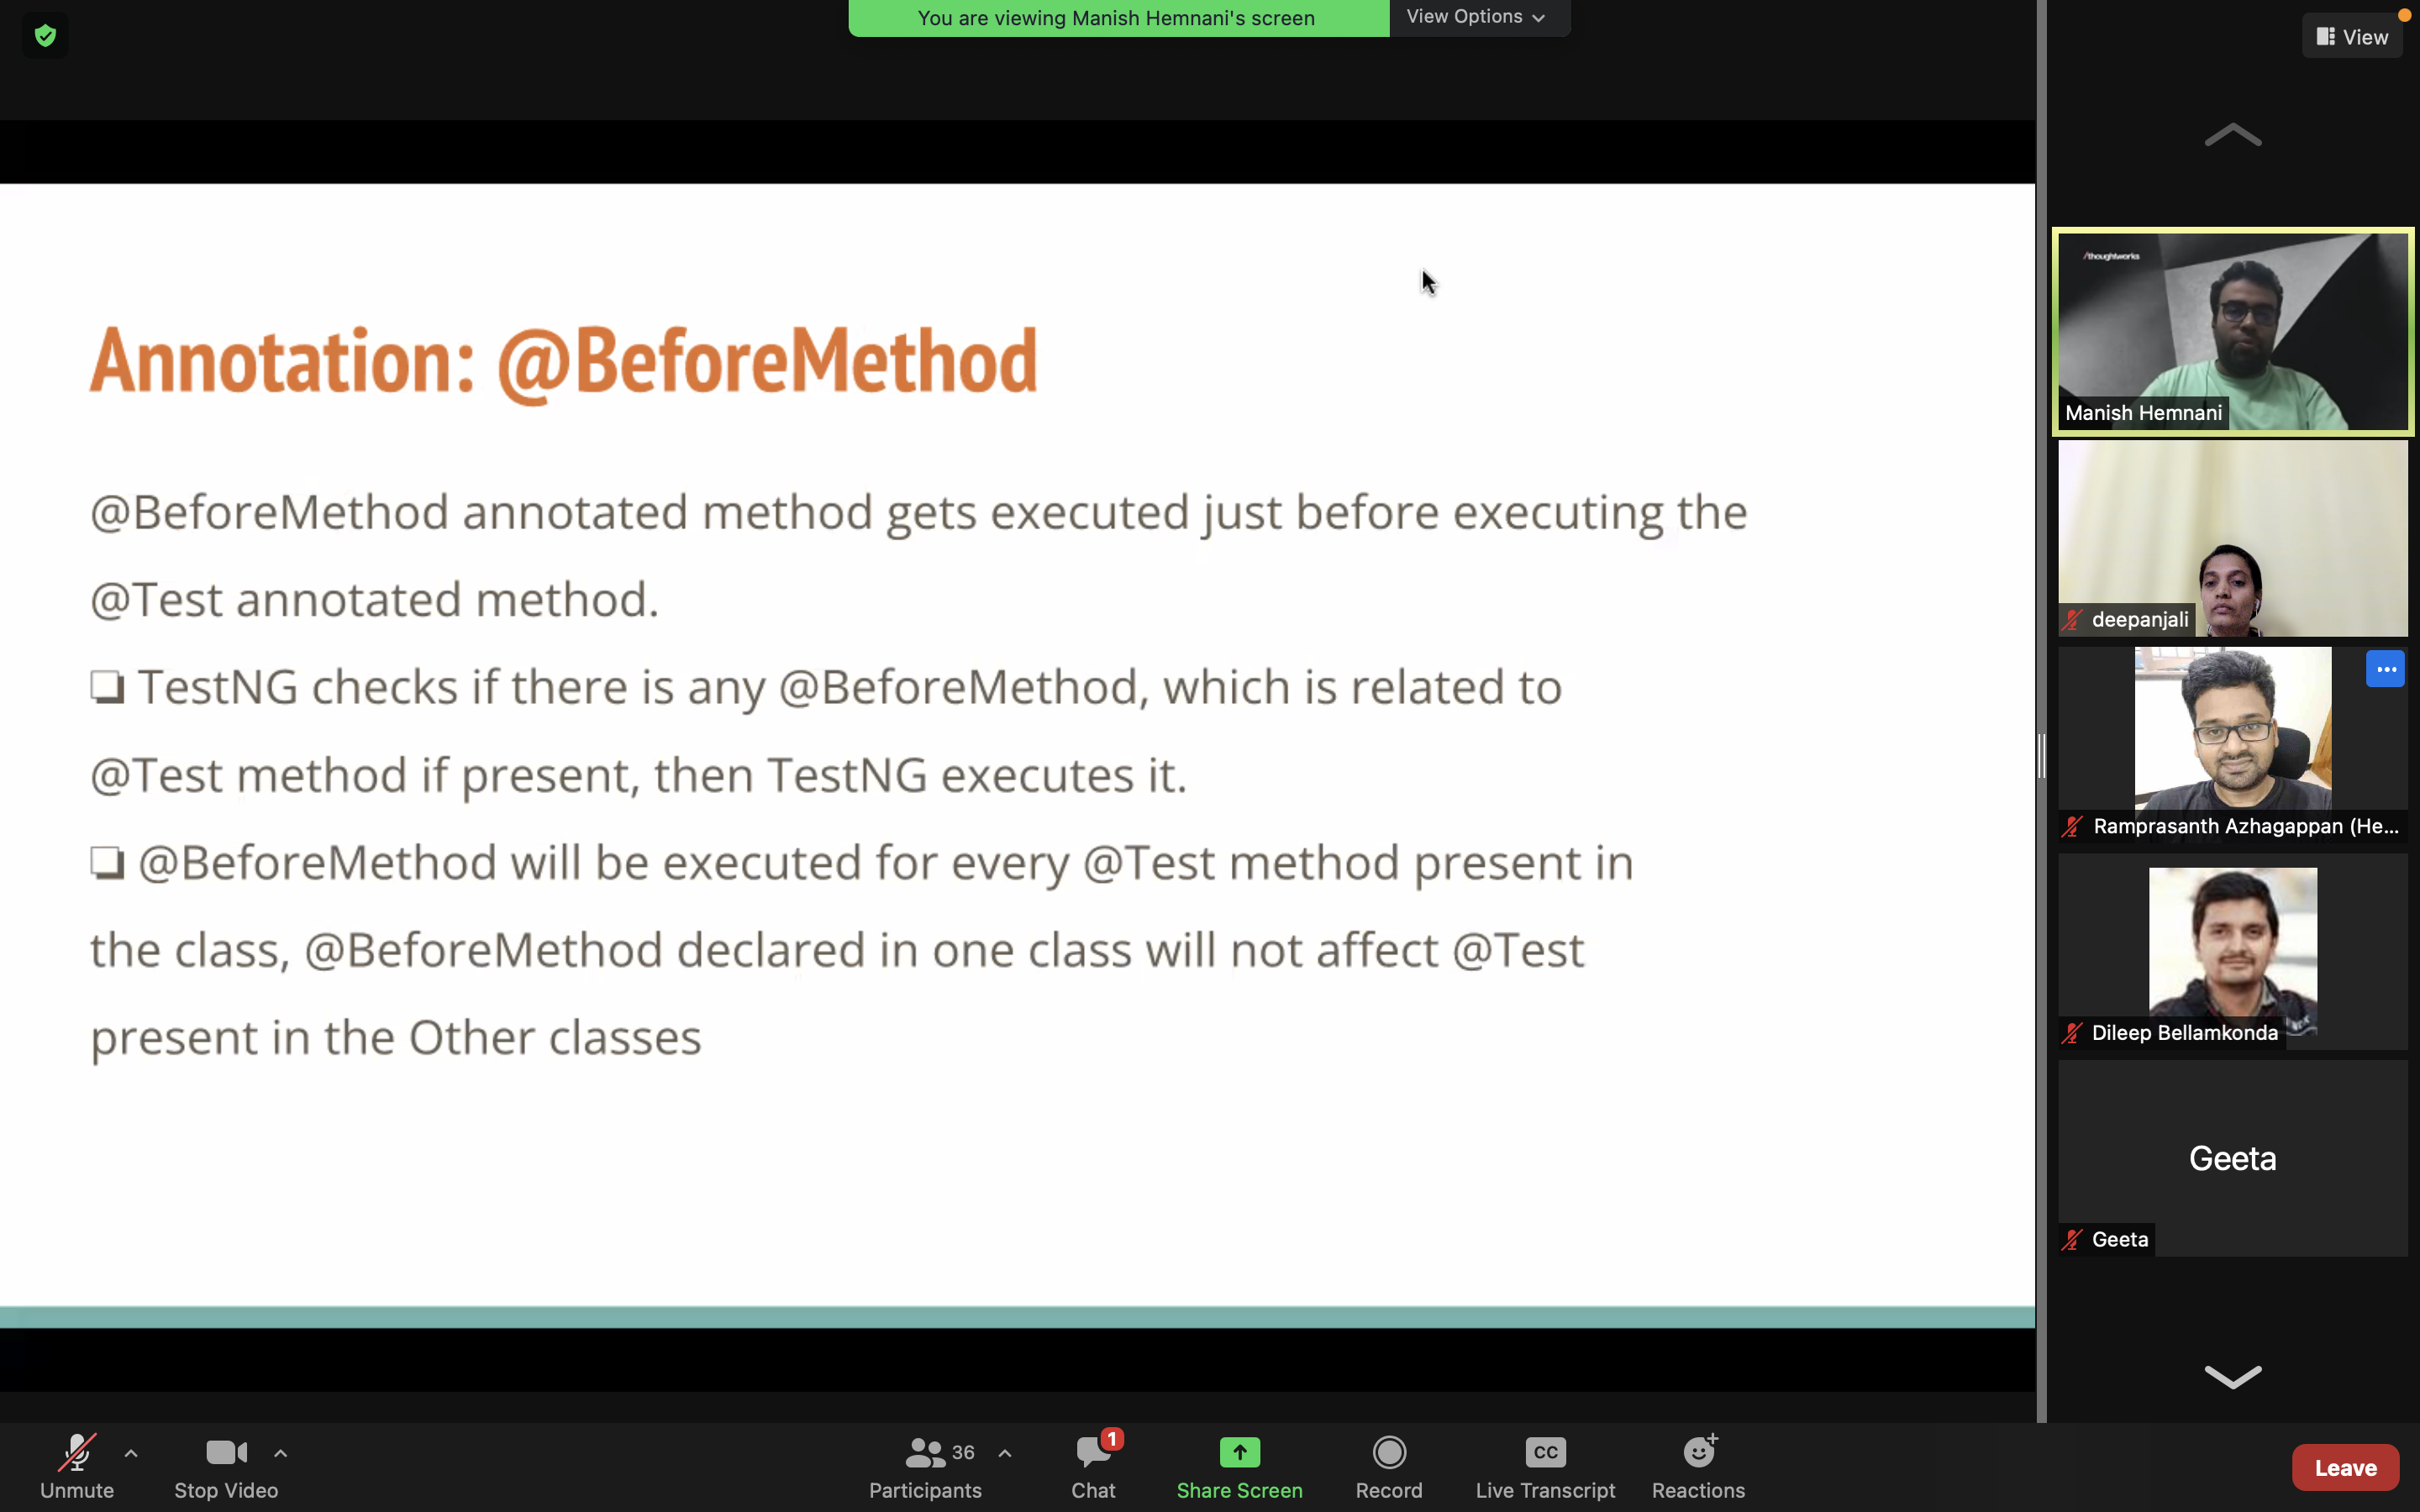 You are viewing Manish Hemnani's screen
View Options
View
Annotation: @BeforeMethod
@BeforeMethod annotated method gets executed just before executing the
@Test annotated method.
❏ TestNG checks if there is any @BeforeMethod, which is related to
@Test method if present, then TestNG executes it.
❏ @BeforeMethod will be executed for every @Test method present in
the class, @BeforeMethod declared in one class will not affect @Test
present in the Other classes
/thoughtworks
Manish Hemnani
deepanjali
Ramprasanth Azhagappan (He...
Dileep Bellamkonda
Geeta
Geeta
Unmute
Stop Video
36
Participants
1
Chat
Share Screen
Record
CC
Live Transcript
Reactions
Leave